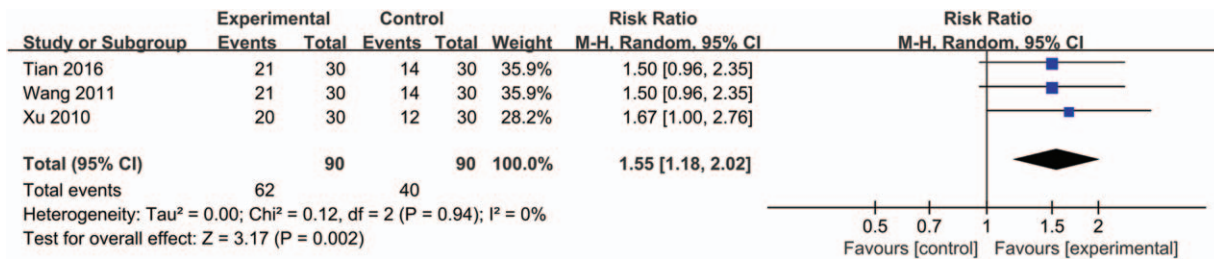 Experimental Control Risk Ratio Risk Ratio
Study or Subgroup Events Total Events Total Weight M-H, Random, 95% CI M-H, Random, 95% CI
Tian 2016 21 30 14 30 35.9% 1.50 [0.96, 2.35]
Wang 2011 21 30 14 30 35.9% 1.50 [0.96, 2.35]
Xu 2010 20 30 12 30 28.2% 1.67 [1.00, 2.76]
Total (95% CI) 90 90 100.0% 1.55 [1.18, 2.02]
Total events 62 40
Heterogeneity: Tau² = 0.00; Chi² = 0.12, df = 2 (P = 0.94); I² = 0%
Test for overall effect: Z = 3.17 (P = 0.002)
0.5 0.7 1 1.5 2
Favours [control] Favours [experimental]